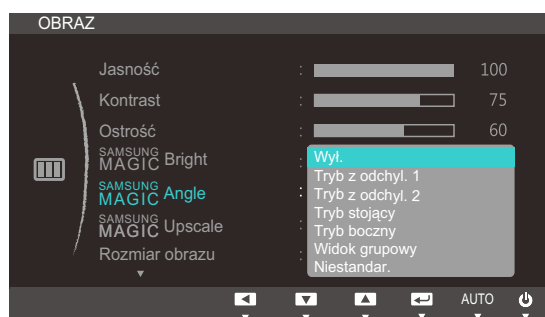 OBRAZ
Jasność : 100
Kontrast : 75
Ostrość : 60
SAMSUNG MAGIC Bright :
SAMSUNG MAGIC Angle :
SAMSUNG MAGIC Upscale :
Rozmiar obrazu :
Wył.
Tryb z odchyl. 1
Tryb z odchyl. 2
Tryb stojący
Tryb boczny
Widok grupowy
Niestandar.
AUTO